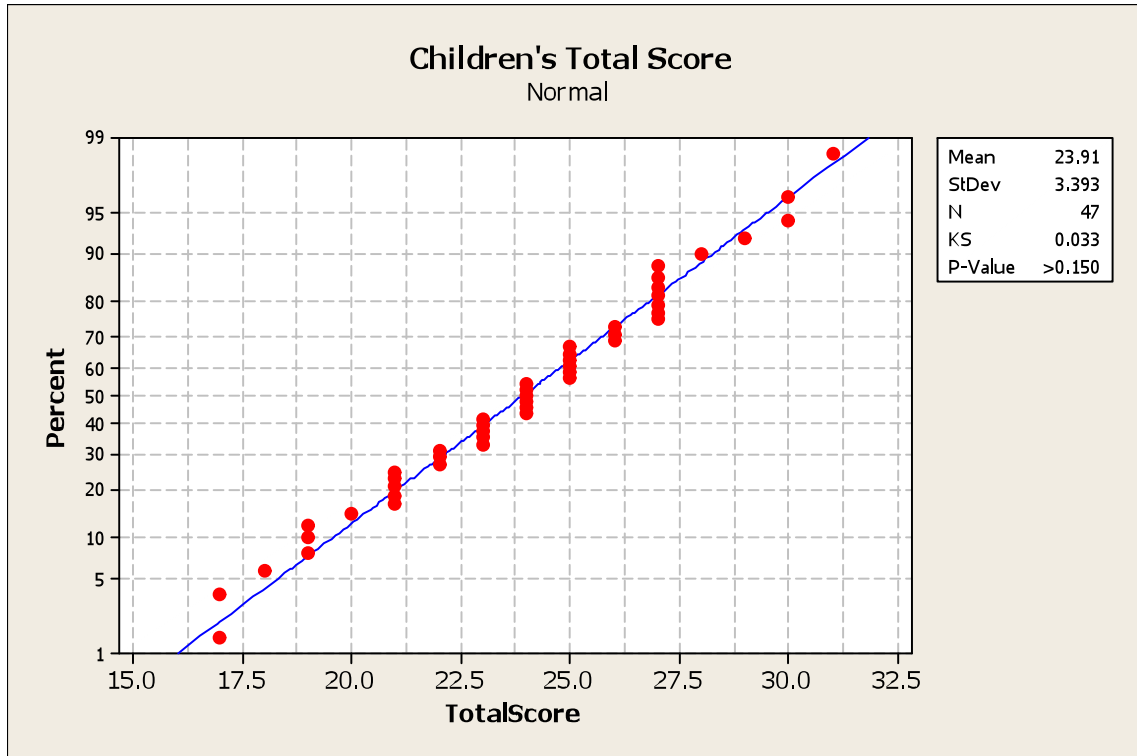 Children's Total Score
Normal
99
95
90
80
70
60
50
40
30
20
10
5
1
Percent
15.0 17.5 20.0 22.5 25.0 27.5 30.0 32.5
TotalScore
Mean 23.91
StDev 3.393
N 47
KS 0.033
P-Value >0.150